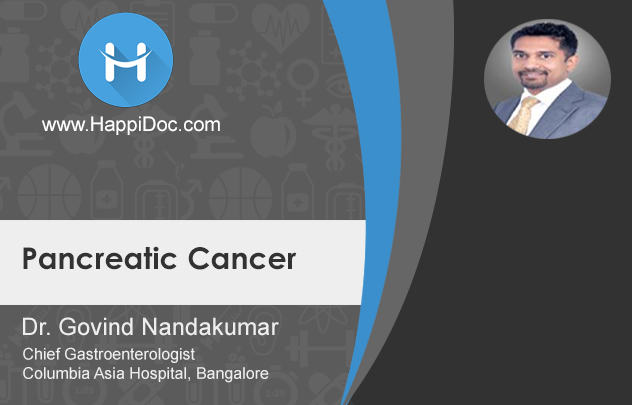 www.HappiDoc.com
Pancreatic Cancer
Dr. Govind Nandakumar
Chief Gastroenterologist
Columbia Asia Hospital, Bangalore